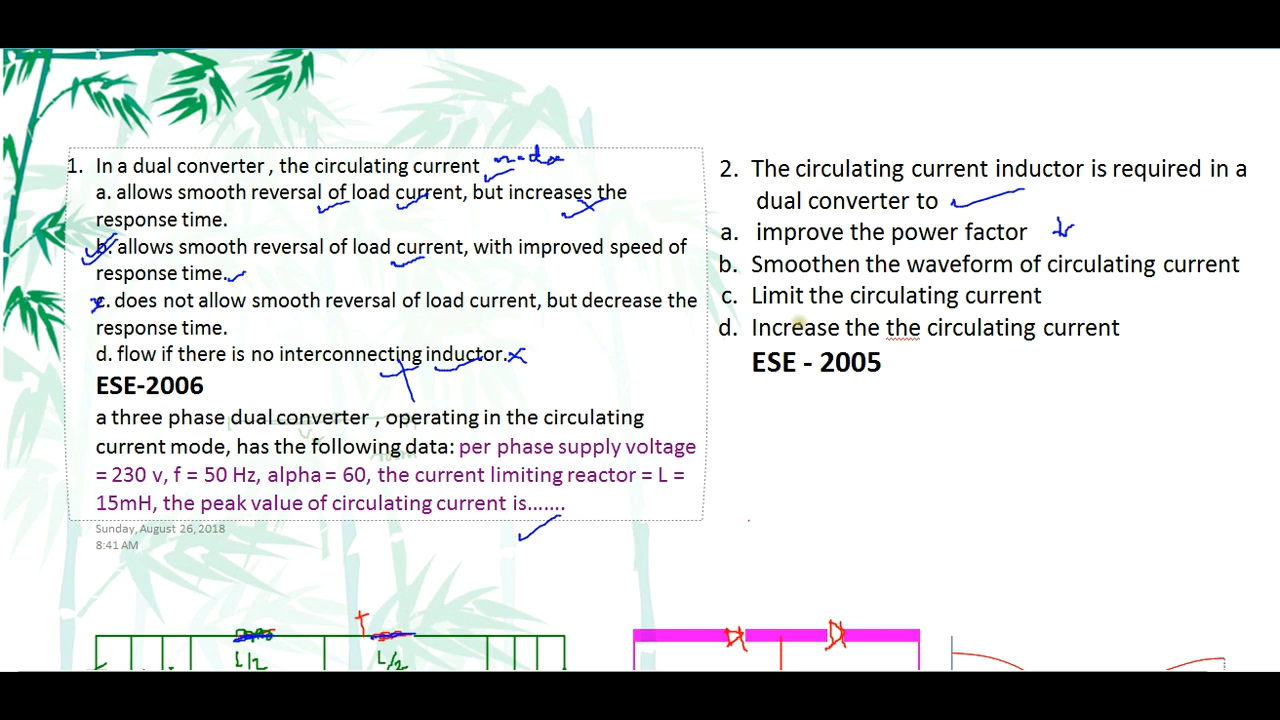 1. In a dual converter , the circulating current
a. allows smooth reversal of load current, but increases the
response time.
b. allows smooth reversal of load current, with improved speed of
response time.
c. does not allow smooth reversal of load current, but decrease the
response time.
d. flow if there is no interconnecting inductor.
ESE-2006
a three phase dual converter , operating in the circulating
current mode, has the following data: per phase supply voltage
= 230 v, f = 50 Hz, alpha = 60, the current limiting reactor = L =
15mH, the peak value of circulating current is.......
Sunday, August 26, 2018
8:41 AM
2. The circulating current inductor is required in a
dual converter to
a. improve the power factor
b. Smoothen the waveform of circulating current
c. Limit the circulating current
d. Increase the the circulating current
ESE - 2005
L/2 L/2